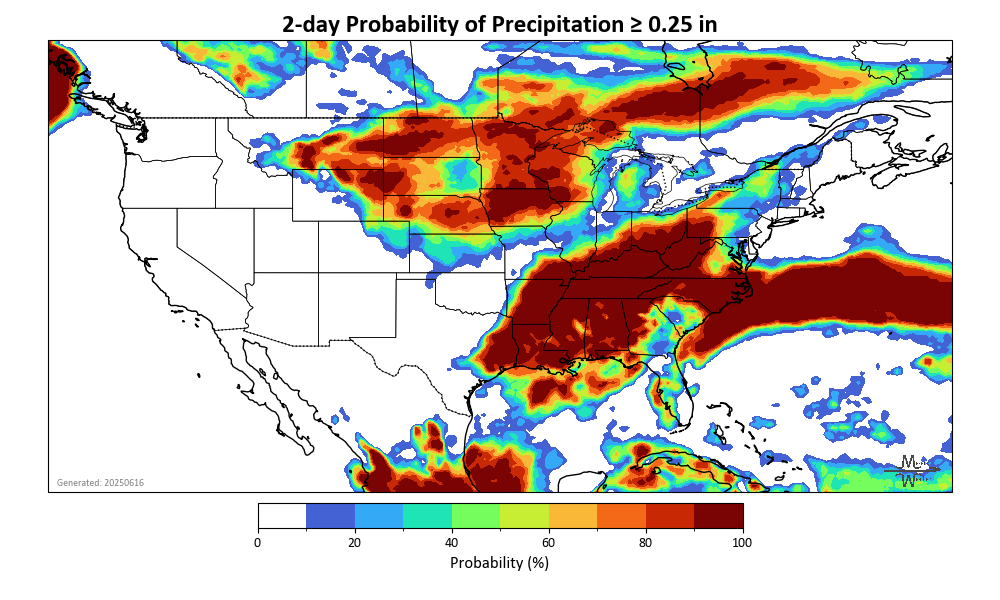 2-day Probability of Precipitation ≥ 0.25 in
Generated: 20250616
0 20 40 60 80 100
Probability (%)